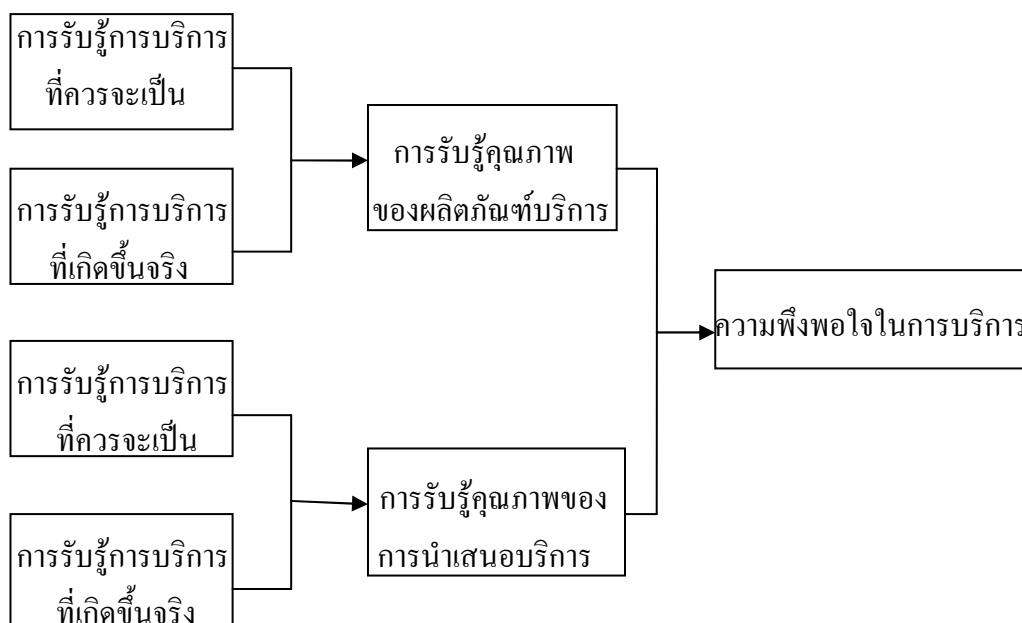 การรับรู้การบริการ
ที่ควรจะเป็น
การรับรู้การบริการ
ที่เกิดขึ้นจริง
การรับรู้คุณภาพ
ของผลิตภัณฑ์บริการ
ความพึงพอใจในการบริการ
การรับรู้การบริการ
ที่ควรจะเป็น
การรับรู้การบริการ
ที่เกิดขึ้นจริง
การรับรู้คุณภาพของ
การนำเสนอบริการ